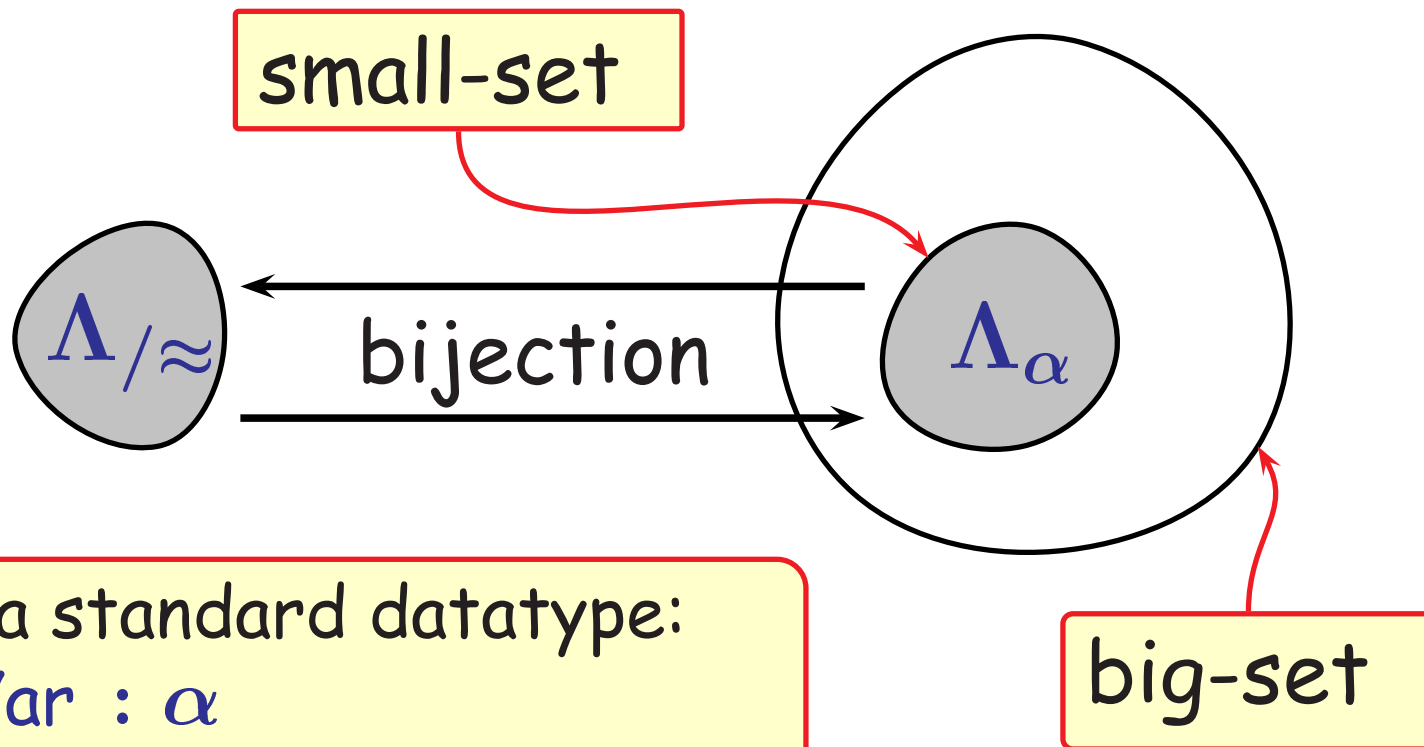 small-set
Λ/≈
bijection
Λα
a standard datatype:
ar : α
big-set